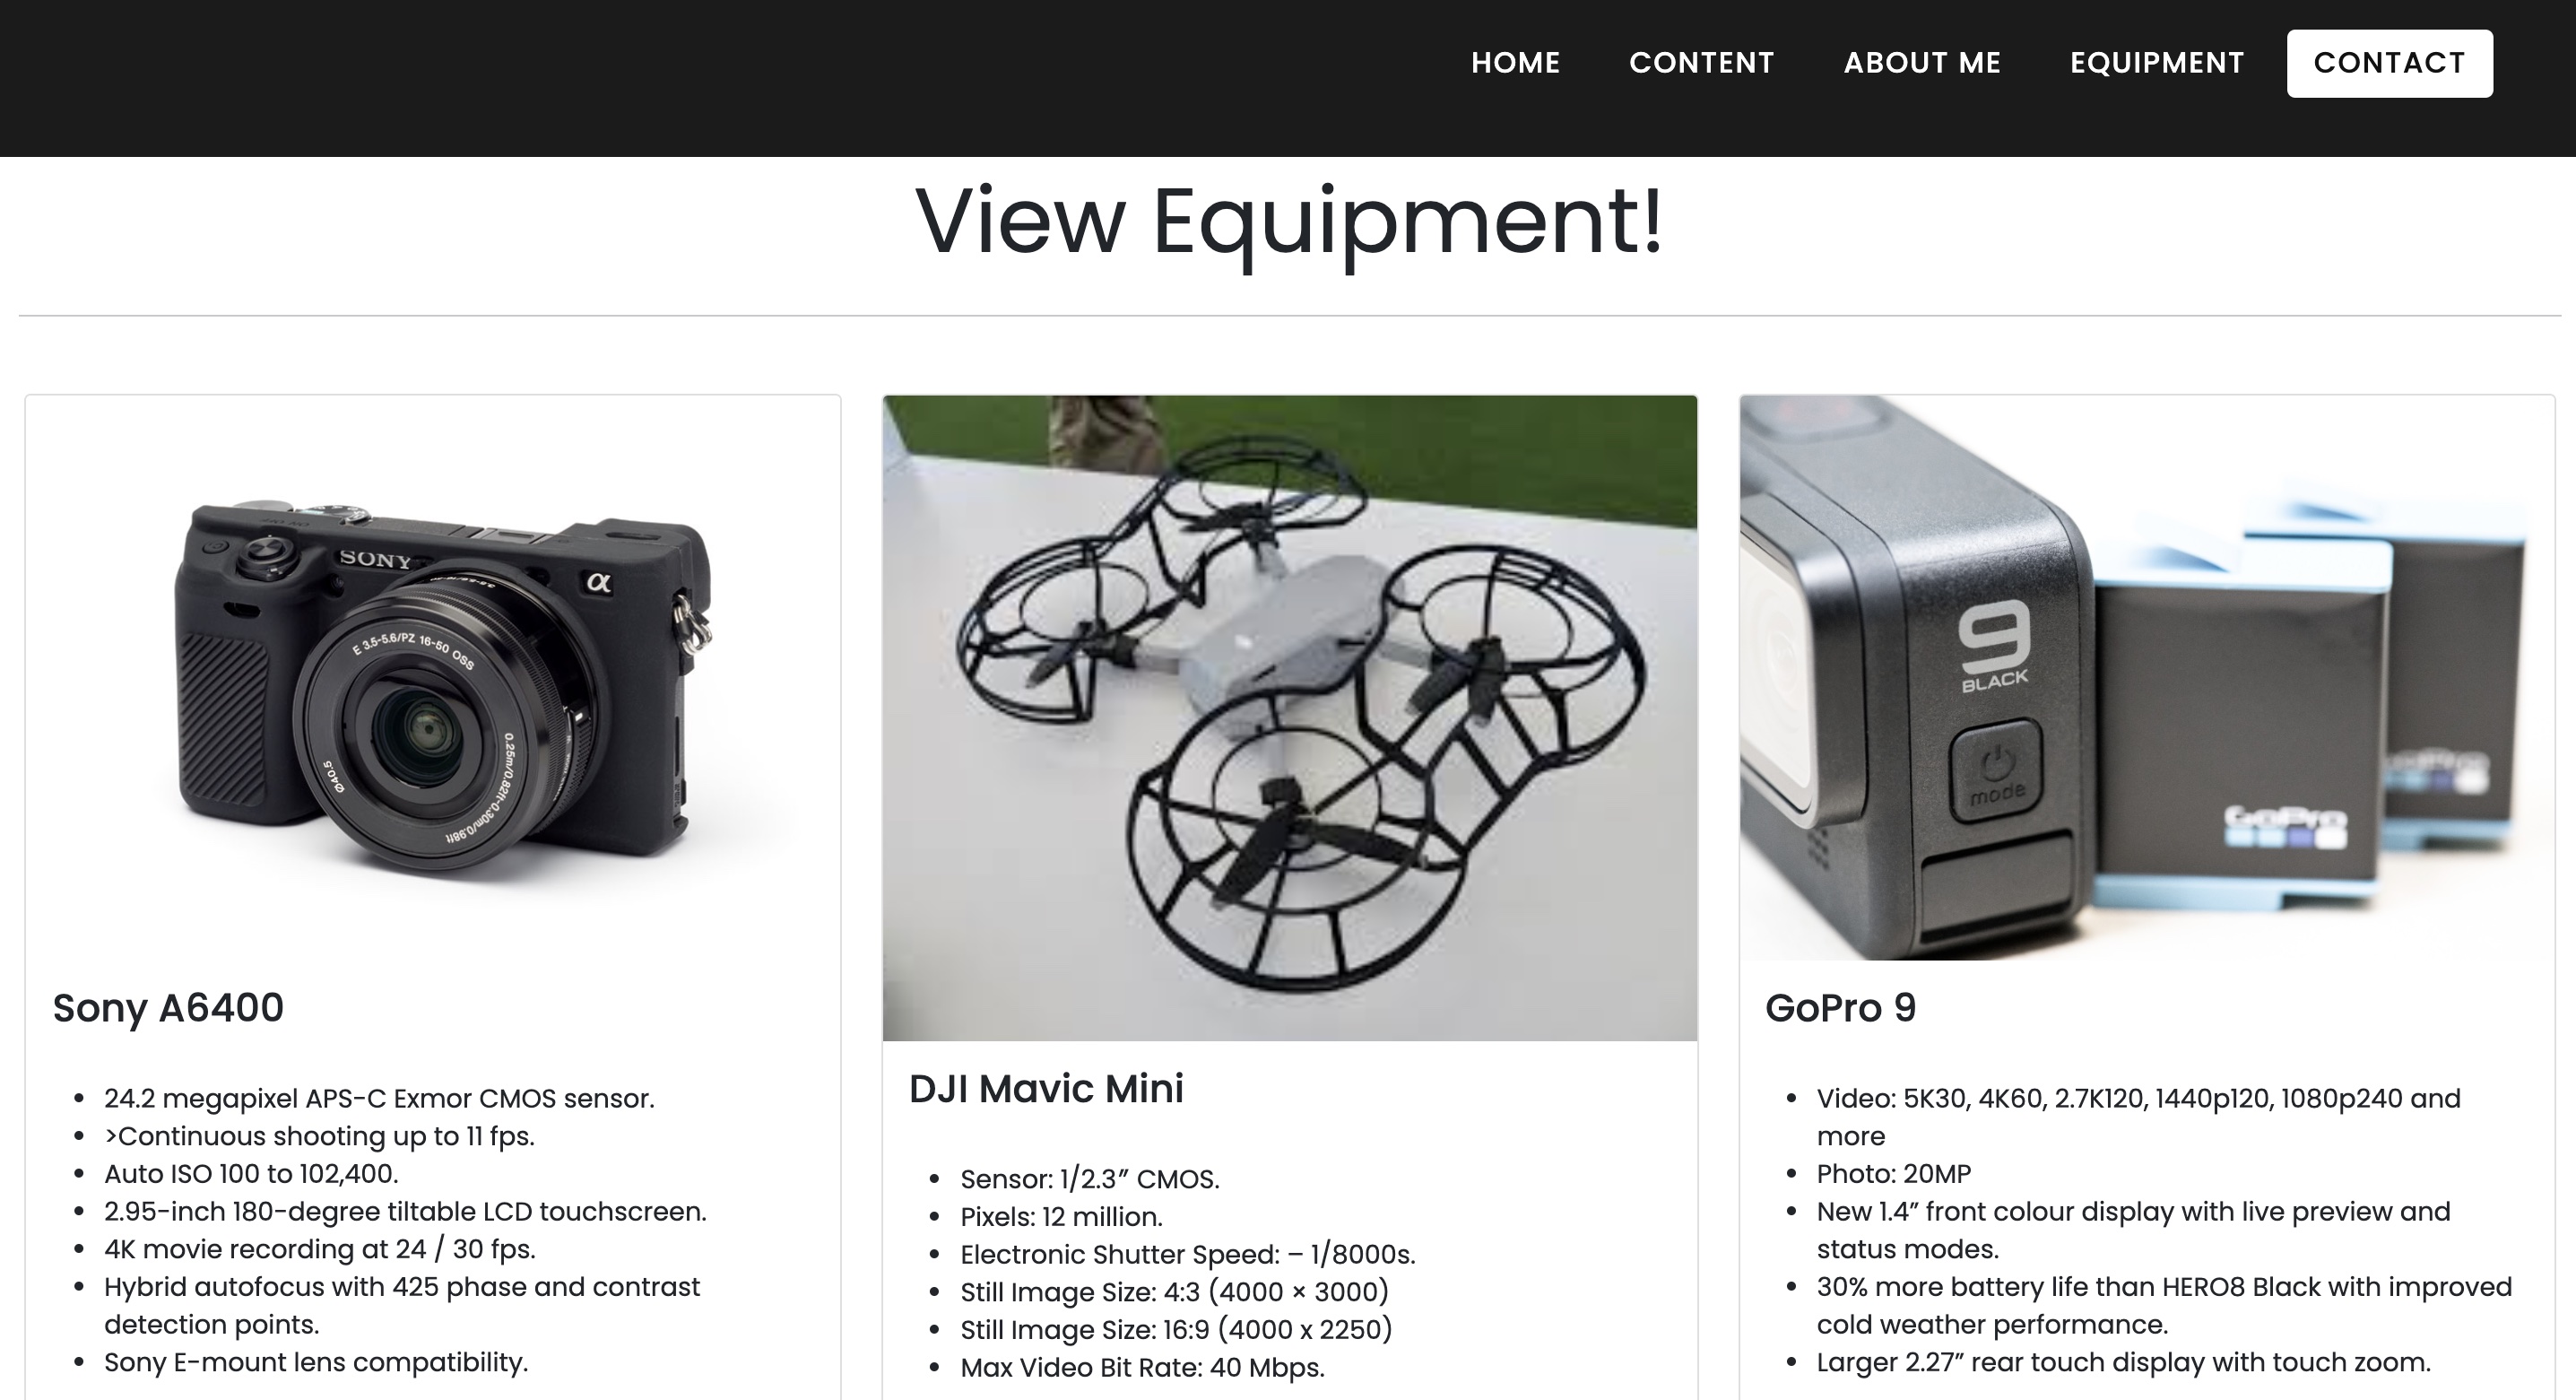 HOME CONTENT ABOUT ME EQUIPMENT CONTACT
View Equipment!
SONY
α
E 3.5-5.6/PZ 16-50 OSS
0.25m/0.82ft-0.30m/0.98ft
Ø40.5
Sony A6400
• 24.2 megapixel APS-C Exmor CMOS sensor.
• >Continuous shooting up to 11 fps.
• Auto ISO 100 to 102,400.
• 2.95-inch 180-degree tiltable LCD touchscreen.
• 4K movie recording at 24 / 30 fps.
• Hybrid autofocus with 425 phase and contrast
detection points.
• Sony E-mount lens compatibility.
DJI Mavic Mini
• Sensor: 1/2.3” CMOS.
• Pixels: 12 million.
• Electronic Shutter Speed: – 1/8000s.
• Still Image Size: 4:3 (4000 × 3000)
• Still Image Size: 16:9 (4000 x 2250)
• Max Video Bit Rate: 40 Mbps.
9
BLACK
mode
GoPro
GoPro
GoPro 9
• Video: 5K30, 4K60, 2.7K120, 1440p120, 1080p240 and
more
• Photo: 20MP
• New 1.4” front colour display with live preview and
status modes.
• 30% more battery life than HERO8 Black with improved
cold weather performance.
• Larger 2.27” rear touch display with touch zoom.